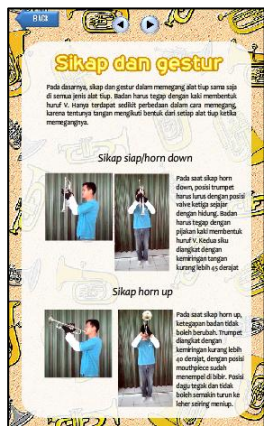 BACK
Sikap dan gestur
Pada dasarnya, sikap dan gestur dalam memegang alat tiup sama saja
di semua jenis alat tiup. Badan harus tegap dengan kaki membentuk
huruf V. Hanya terdapat sedikit perbedaan dalam cara memegang,
karena tentunya tangan mengikuti bentuk dari setiap alat tiup ketika
memegangnya.
Sikap siap/horn down
Pada saat sikap horn
down, posisi trumpet
harus lurus dengan posisi
valve ketiga sejajar
dengan hidung. Badan
harus tegap dengan
pijakan kaki membentuk
huruf V. Kedua siku
diangkat dengan
kemiringan tangan
kurang lebih 45 derajat
Sikap horn up
Pada saat sikap horn up,
ketegapan badan tidak
boleh berubah. Trumpet
diangkat dengan
kemiringan kurang lebih
40 derajat, dengan posisi
mouthpiece sudah
menempel di bibir. Posisi
dagu tegak dan tidak
boleh semakin turun ke
leher seiring meniup.